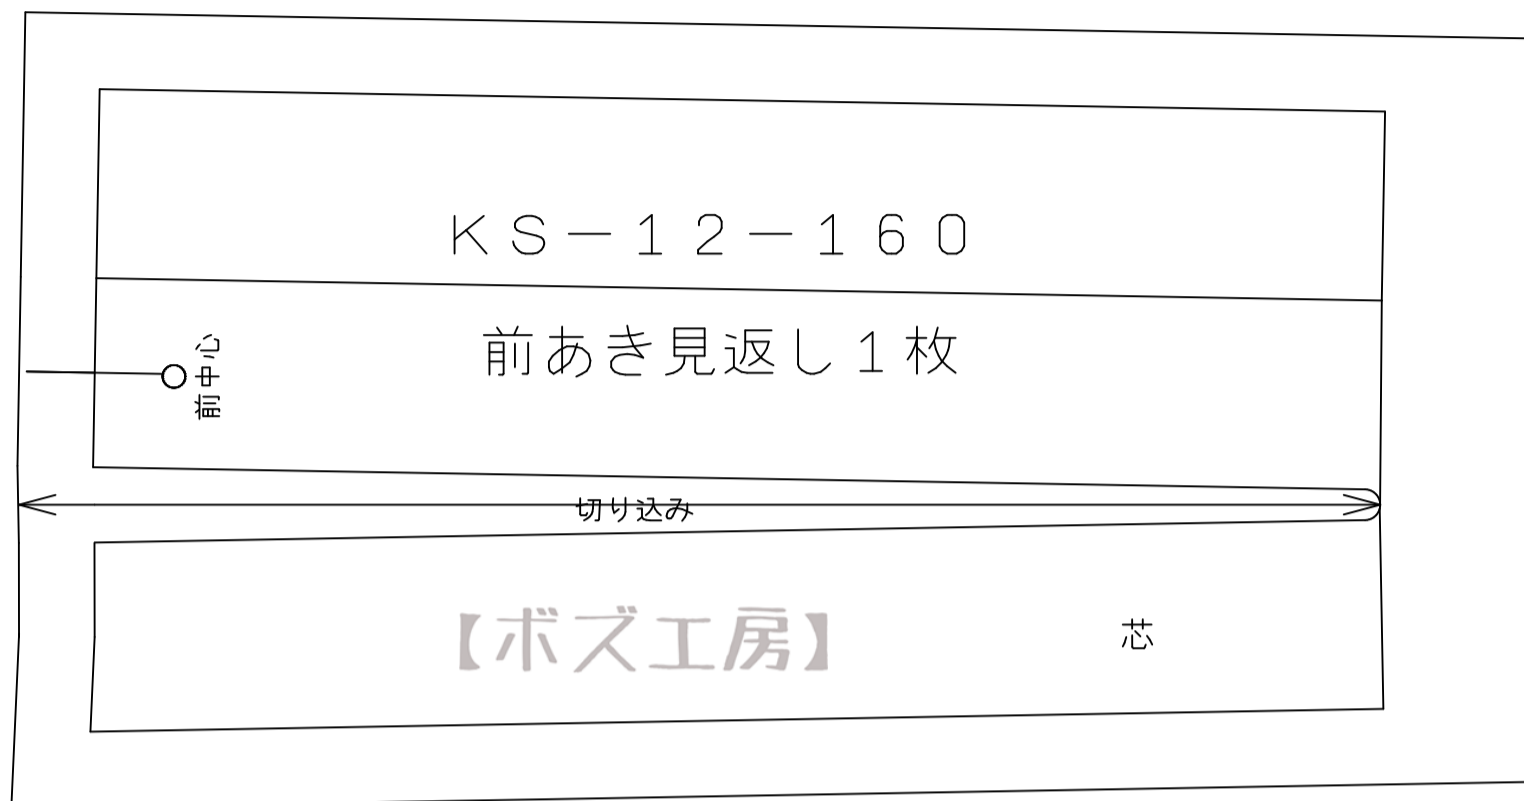 ＫＳ－１２－１６０
前あき見返し１枚
前中心
切り込み
【ボズ工房】
芯